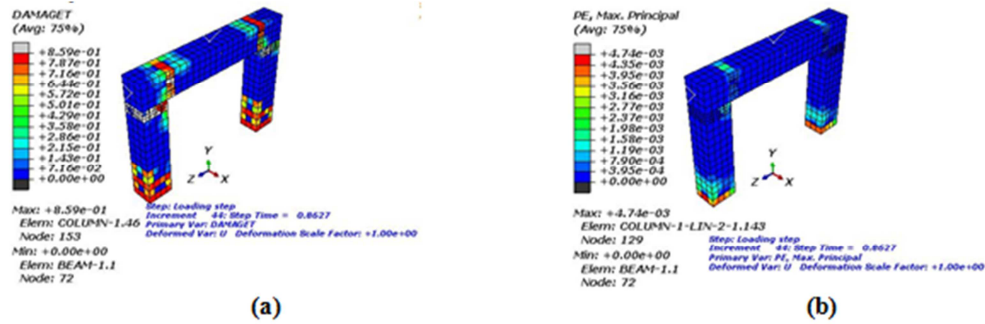 DAMAGET
(Avg: 75%)
+8.59e-01
+7.87e-01
+7.16e-01
+6.44e-01
+5.72e-01
+5.01e-01
+4.29e-01
+3.58e-01
+2.86e-01
+2.15e-01
+1.43e-01
+7.16e-02
+0.00e+00
Y
Z X
Max: +8.59e-01
Elem: COLUMN-1.46
Node: 153
Min: +0.00e+00
Elem: BEAM-1.1
Node: 72
Step: Loading step
Increment 44: Step Time = 0.8627
Primary Var: DAMAGET
Deformed Var: U Deformation Scale Factor: +1.00e+00
(a)
PE, Max. Principal
(Avg: 75%)
+4.74e-03
+4.35e-03
+3.95e-03
+3.56e-03
+3.16e-03
+2.77e-03
+2.37e-03
+1.98e-03
+1.58e-03
+1.19e-03
+7.90e-04
+3.95e-04
+0.00e+00
Y
Z X
Max: +4.74e-03
Elem: COLUMN-1-LIN-2-1.143
Node: 129
Min: +0.00e+00
Elem: BEAM-1.1
Node: 72
Step: Loading step
Increment 44: Step Time = 0.8627
Primary Var: PE, Max. Principal
Deformed Var: U Deformation Scale Factor: +1.00e+00
(b)